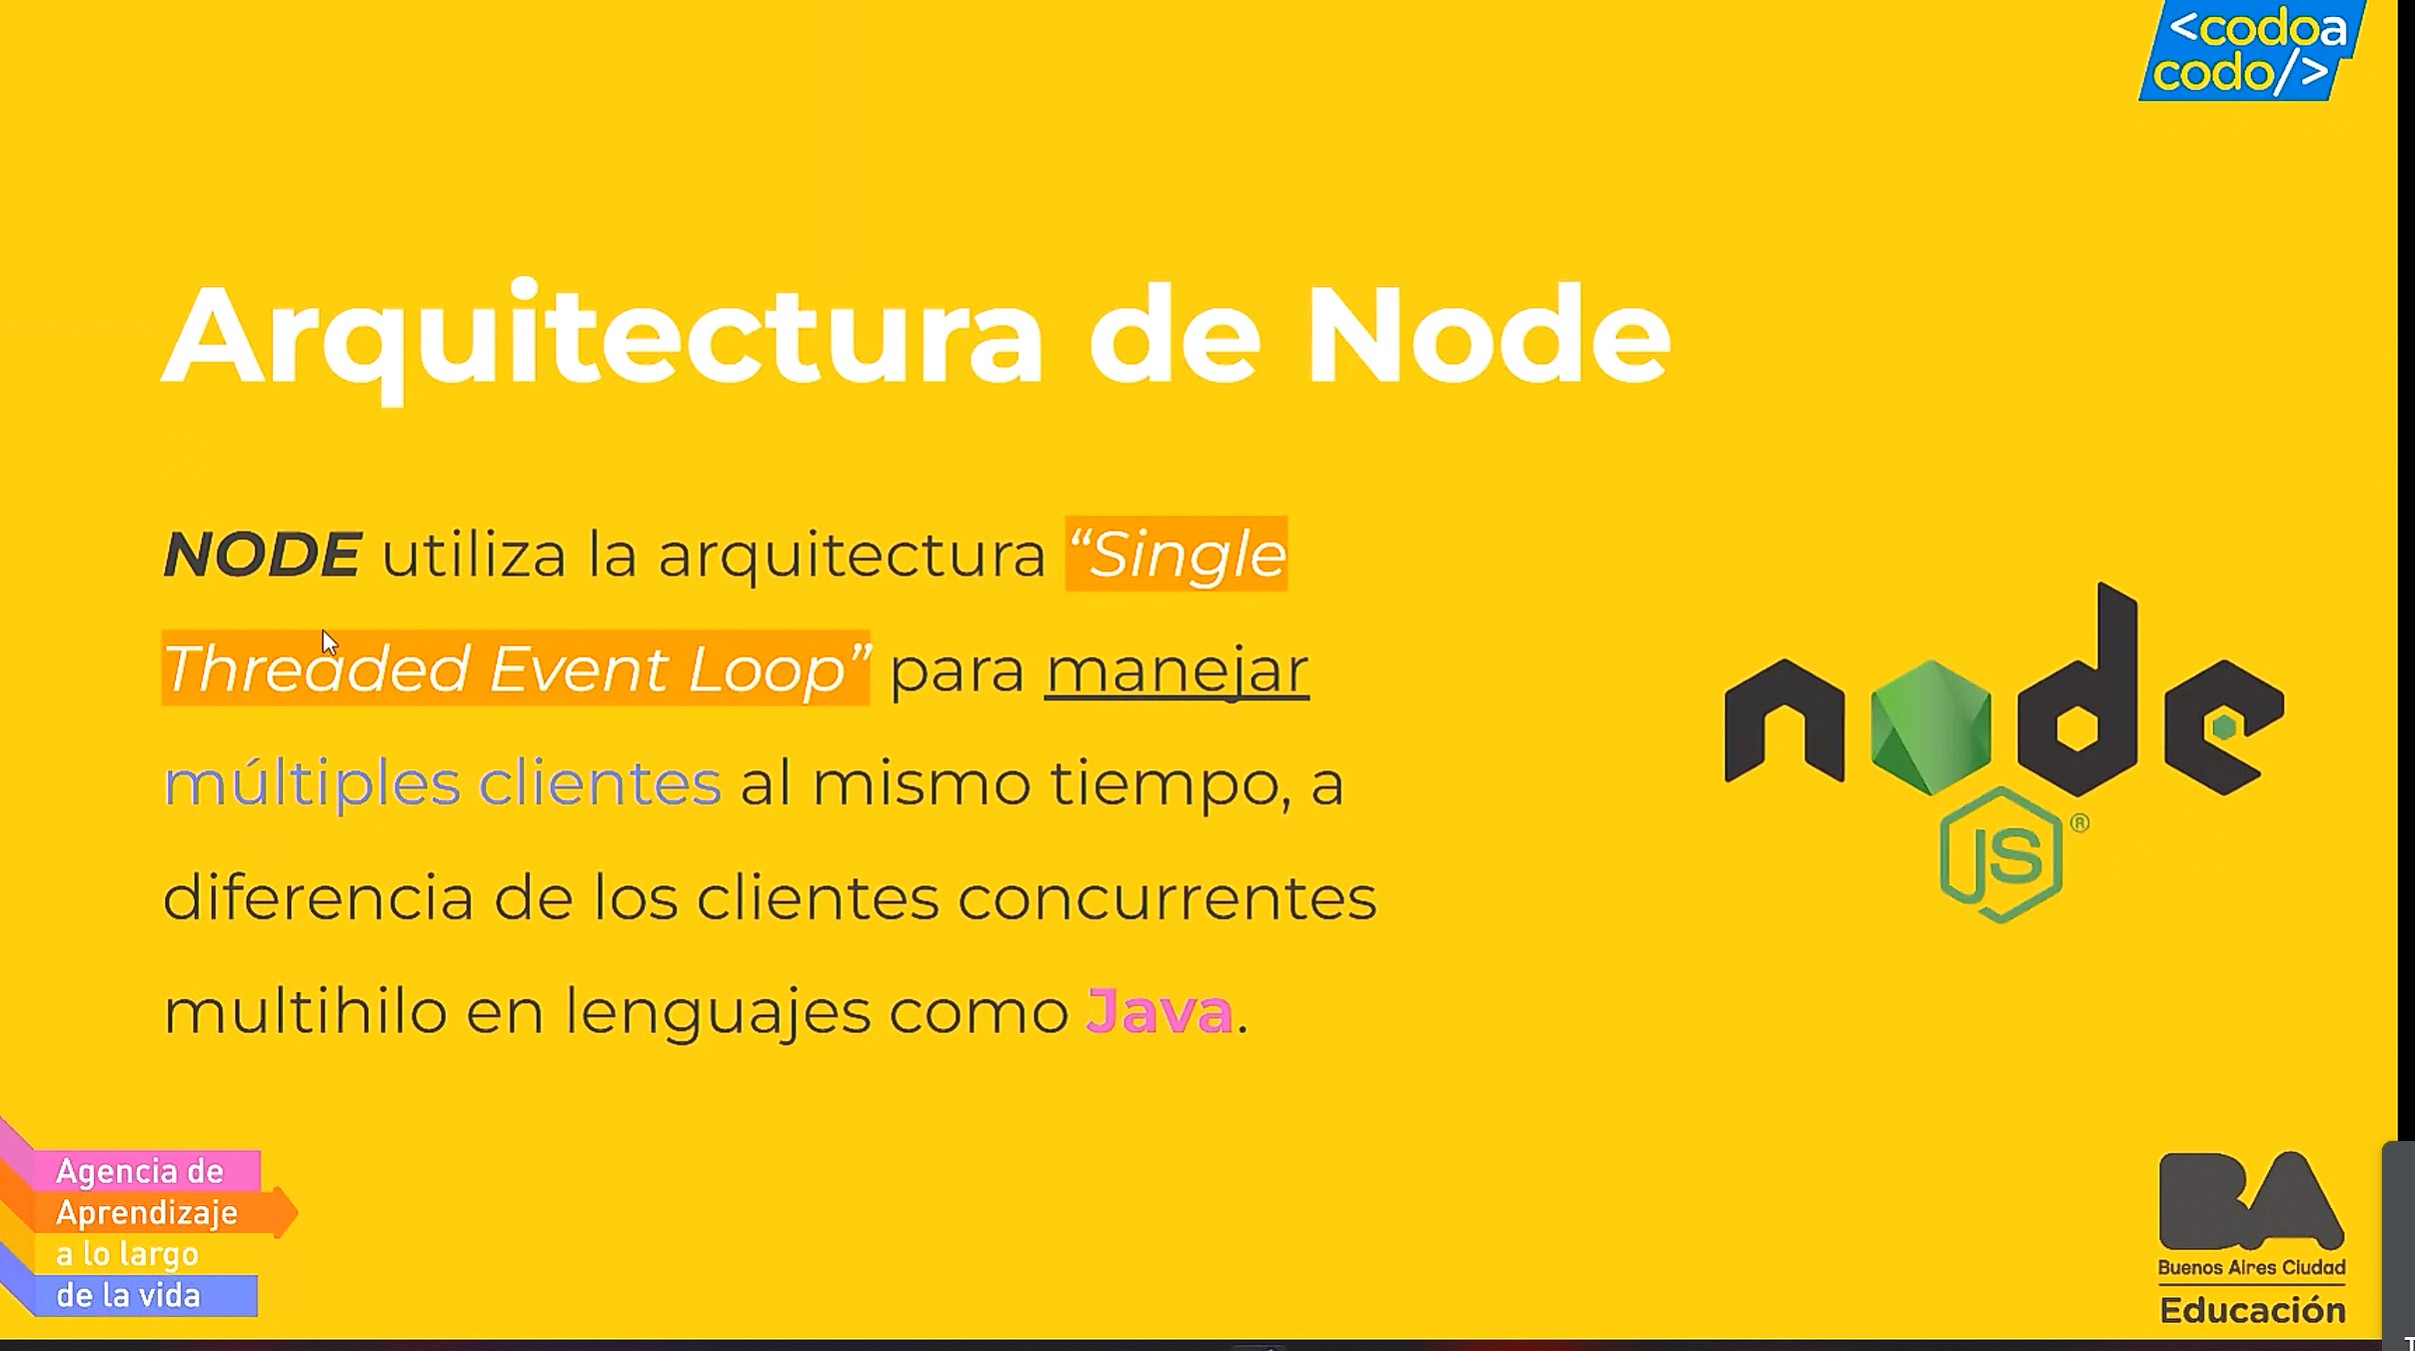 <codoa
codo/>
Arquitectura de Node
NODE utiliza la arquitectura “Single
Threaded Event Loop” para manejar
múltiples clientes al mismo tiempo, a
diferencia de los clientes concurrentes
multihilo en lenguajes como Java.
node
JS®
Agencia de
Aprendizaje
a lo largo
de la vida
BA
Buenos Aires Ciudad
Educación